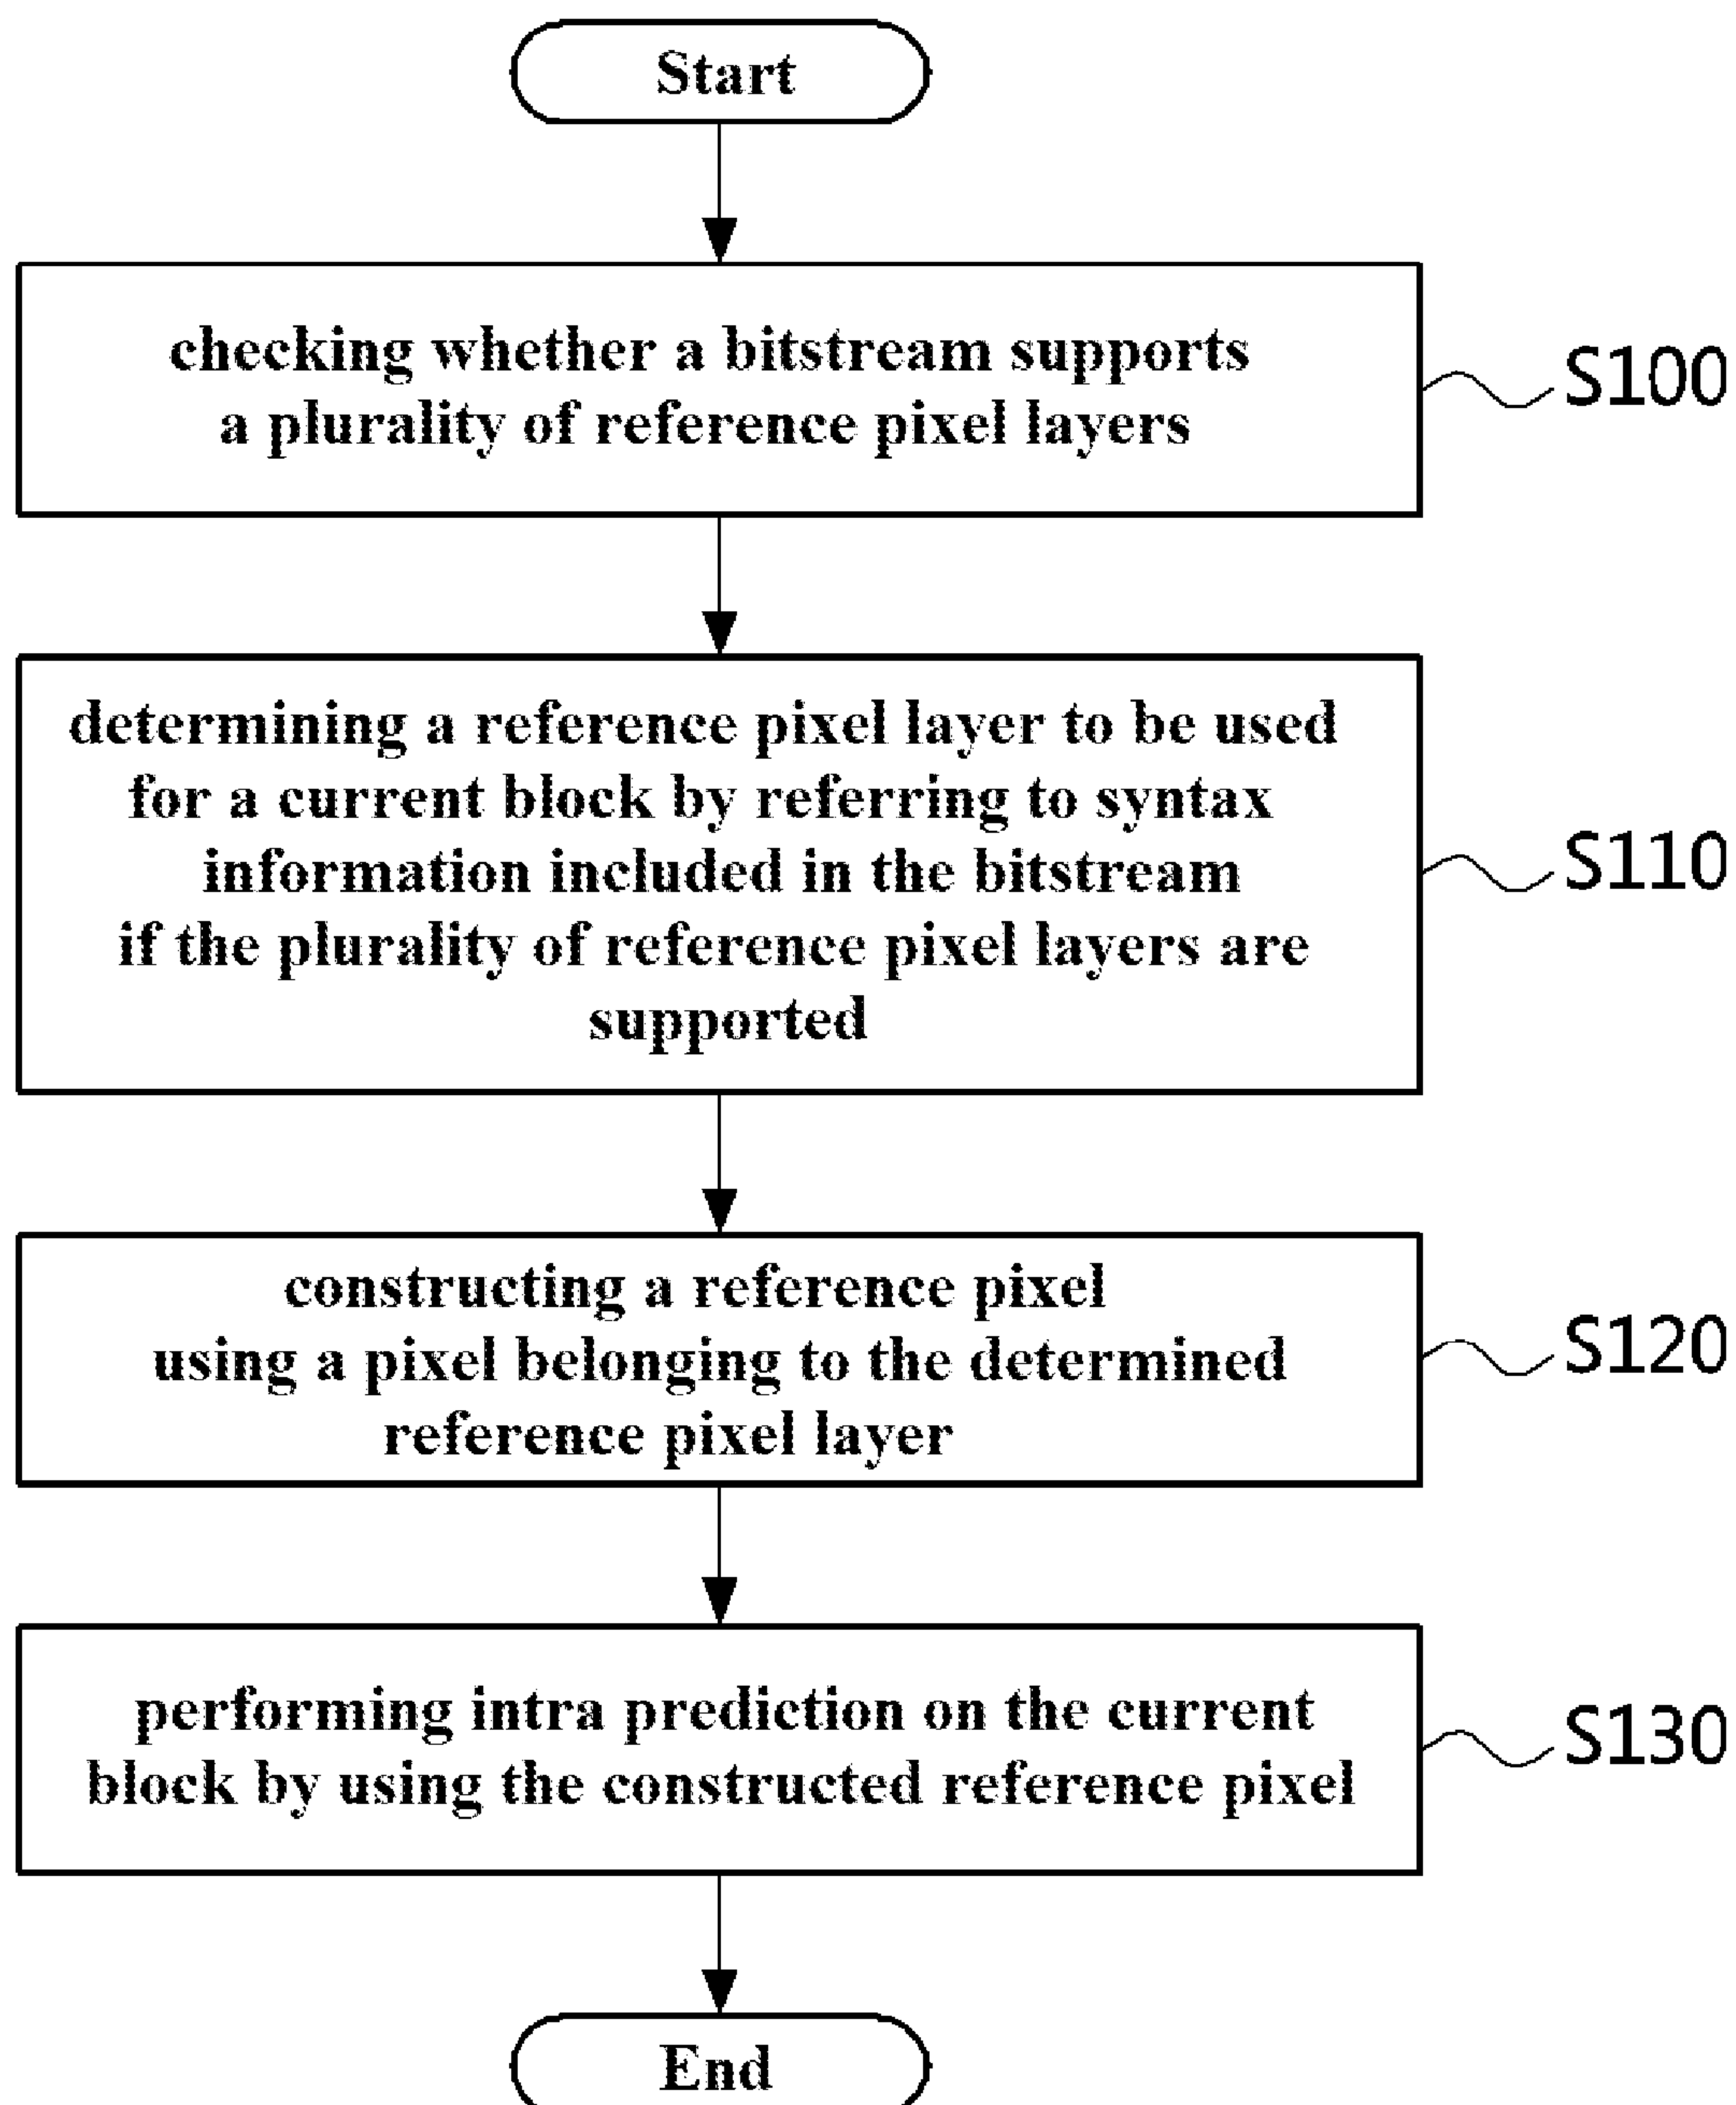 Start
checking whether a bitstream supports
a plurality of reference pixel layers
S100
determining a reference pixel layer to be used
for a current block by referring to syntax
information included in the bitstream
if the plurality of reference pixel layers are
supported
S110
constructing a reference pixel
using a pixel belonging to the determined
reference pixel layer
S120
performing intra prediction on the current
block by using the constructed reference pixel
S130
End